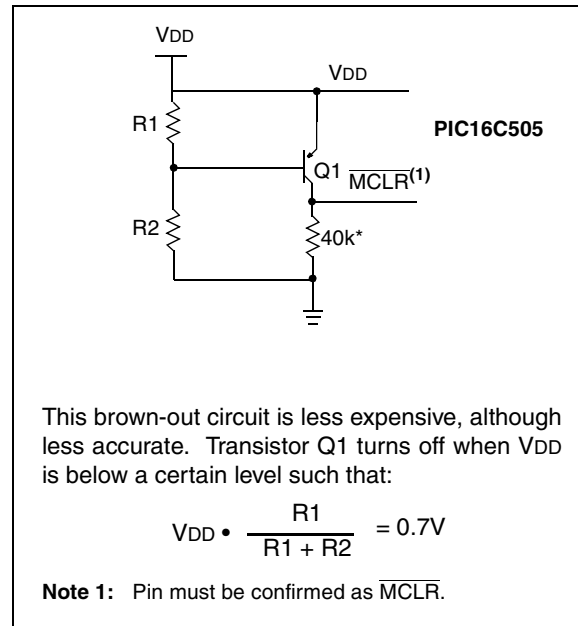 VDD
VDD
R1
PIC16C505
Q1
MCLR(1)
R2
40k*
This brown-out circuit is less expensive, although
less accurate. Transistor Q1 turns off when VDD
is below a certain level such that:
VDD • R1 / R1 + R2 = 0.7V
Note 1: Pin must be confirmed as MCLR.